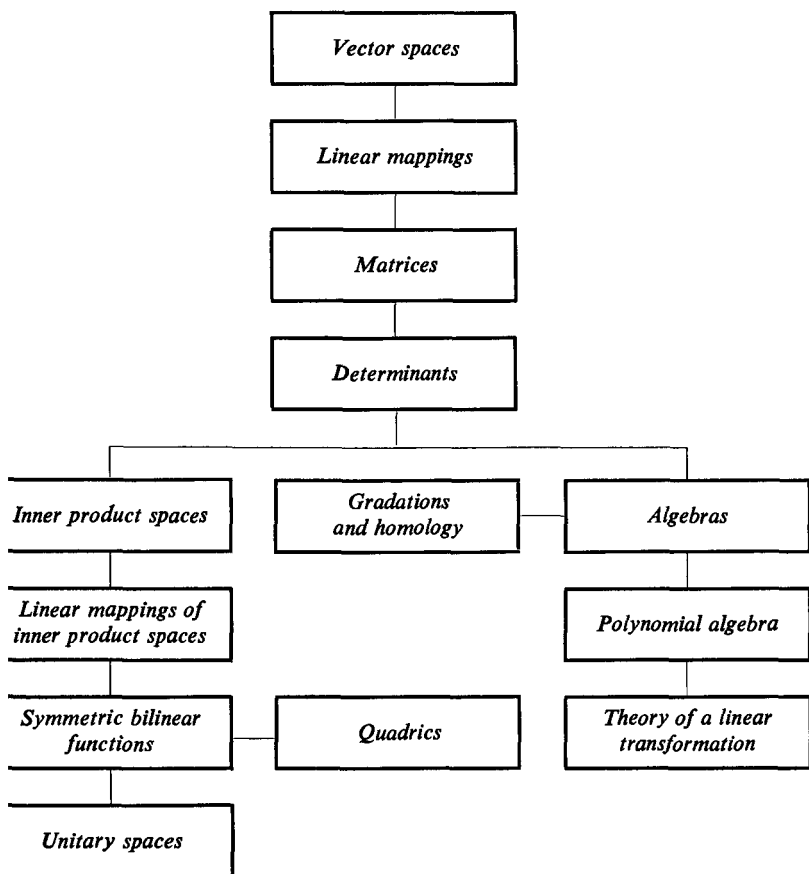 Vector spaces
Linear mappings
Matrices
Determinants
Inner product spaces
Gradations
and homology
Algebras
Linear mappings of
inner product spaces
Polynomial algebra
Symmetric bilinear
functions
Quadrics
Theory of a linear
transformation
Unitary spaces